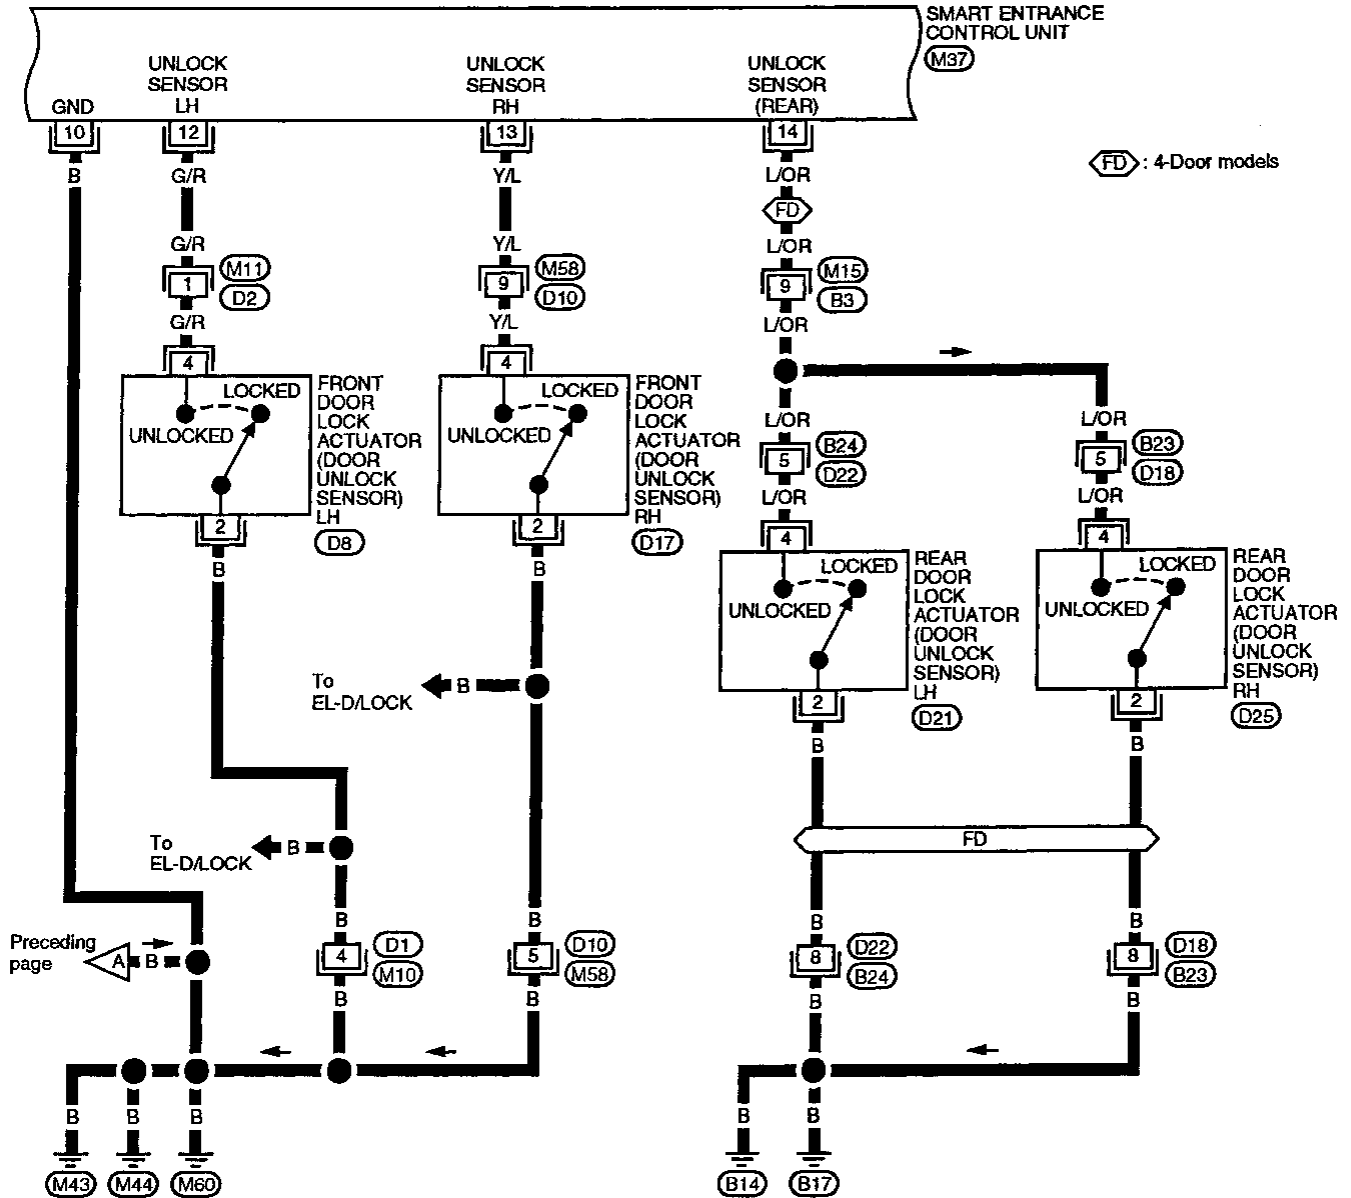 SMART ENTRANCE
CONTROL UNIT
M37
UNLOCK
SENSOR
LH
UNLOCK
SENSOR
RH
UNLOCK
SENSOR
(REAR)
GND
10
12
13
14
FD : 4-Door models
B
G/R
Y/L
L/OR
FD
G/R
Y/L
L/OR
1
M11
D2
9
M58
D10
9
M15
B3
G/R
Y/L
L/OR
4
LOCKED
UNLOCKED
FRONT
DOOR
LOCK
ACTUATOR
(DOOR
UNLOCK
SENSOR)
LH
D8
2
4
LOCKED
UNLOCKED
FRONT
DOOR
LOCK
ACTUATOR
(DOOR
UNLOCK
SENSOR)
RH
D17
2
L/OR
5
B24
D22
L/OR
L/OR
5
B23
D18
L/OR
4
LOCKED
UNLOCKED
REAR
DOOR
LOCK
ACTUATOR
(DOOR
UNLOCK
SENSOR)
LH
D21
2
4
LOCKED
UNLOCKED
REAR
DOOR
LOCK
ACTUATOR
(DOOR
UNLOCK
SENSOR)
RH
D25
2
B
B
B
B
To
EL-D/LOCK
B
To
EL-D/LOCK
B
FD
Preceding
page
A
B
B
4
D1
M10
B
B
5
D10
M58
B
B
8
D22
B24
B
B
8
D18
B23
B
B
B
B
B
B
M43
M44
M60
B14
B17